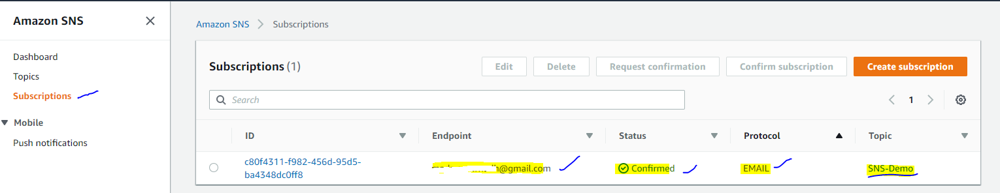 Amazon SNS
Dashboard
Topics
Subscriptions
Mobile
Push notifications
Amazon SNS > Subscriptions
Subscriptions (1)
Edit
Delete
Request confirmation
Confirm subscription
Create subscription
Search
1
ID Endpoint Status Protocol Topic
c80f4311-f982-456d-95d5-
ba4348dc0ff8
@gmail.com
Confirmed
EMAIL
SNS-Demo